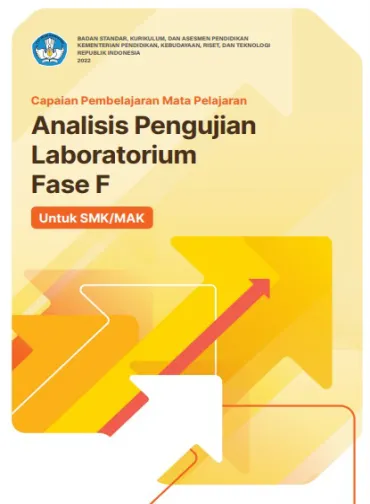 BADAN STANDAR, KURIKULUM, DAN ASESMEN PENDIDIKAN
KEMENTERIAN PENDIDIKAN, KEBUDAYAAN, RISET, DAN TEKNOLOGI
REPUBLIK INDONESIA
2022
Capaian Pembelajaran Mata Pelajaran
Analisis Pengujian
Laboratorium
Fase F
Untuk SMK/MAK